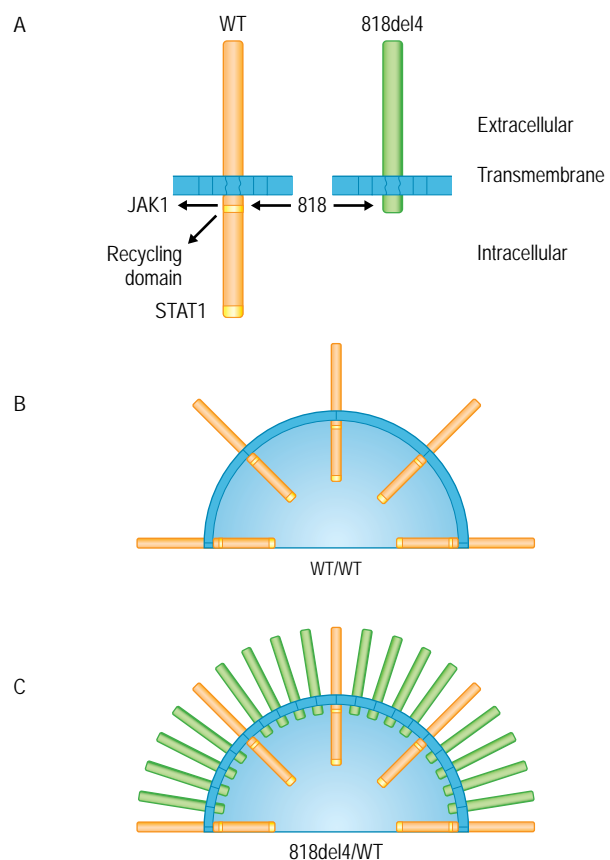 A
WT
818del4
Extracellular
Transmembrane
JAK1
818
Recycling
domain
Intracellular
STAT1
B
WT/WT
C
818del4/WT